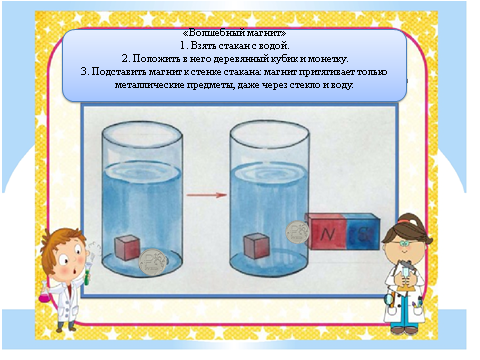 «Волшебный магнит»
1. Взять стакан с водой.
2. Положить в него деревянный кубик и монетку.
3. Подставить магнит к стенке стакана: магнит притягивает только
металлические предметы, даже через стекло и воду.
N S